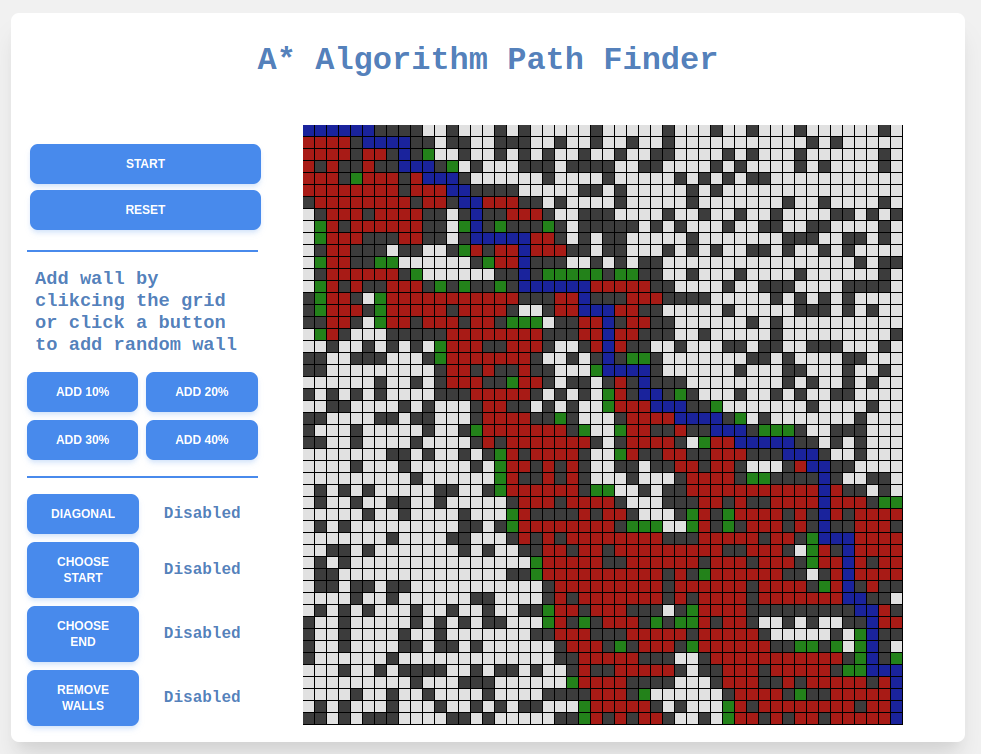 A* Algorithm Path Finder
START
RESET
Add wall by
clikcing the grid
or click a button
to add random wall
ADD 10%
ADD 20%
ADD 30%
ADD 40%
DIAGONAL
Disabled
CHOOSE
START
Disabled
CHOOSE
END
Disabled
REMOVE
WALLS
Disabled